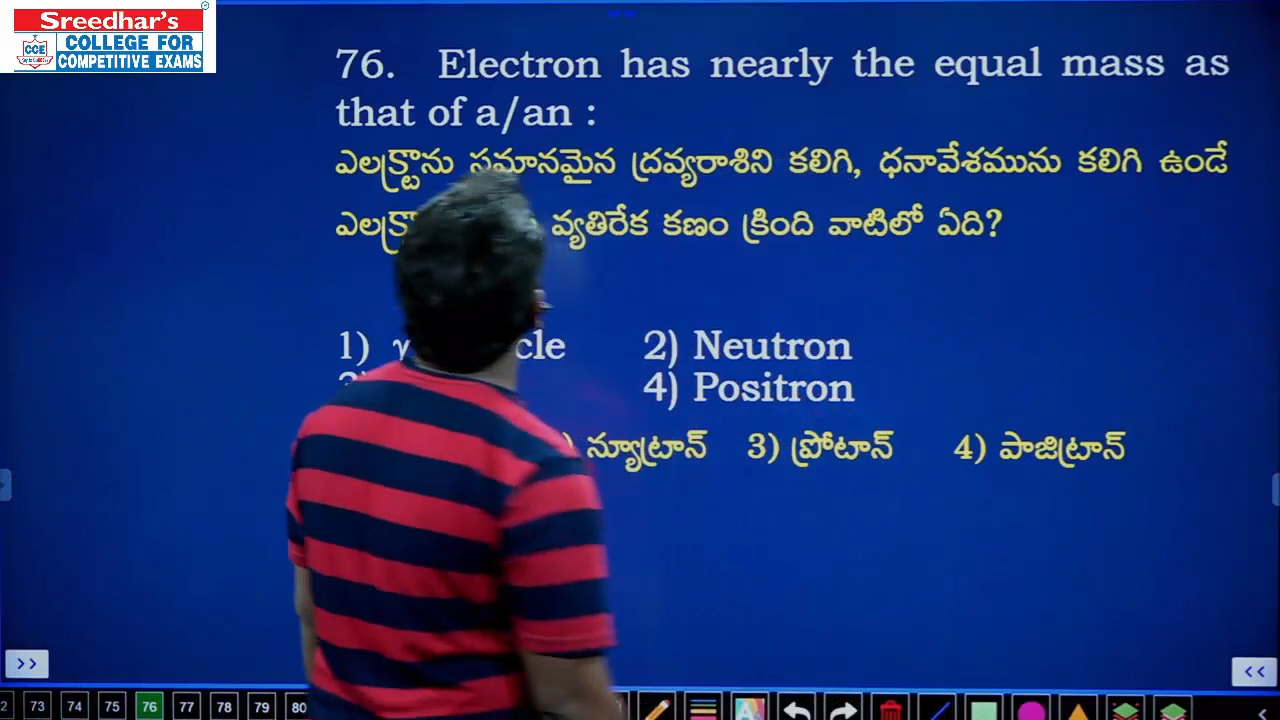 Sreedhar's
CCE
COLLEGE FOR
COMPETITIVE EXAMS
76. Electron has nearly the equal mass as
that of a/an :
ఎలక్ట్రాను సమానమైన ద్రవ్యరాశిని కలిగి, ధనావేశమును కలిగి ఉండే
వ్యతిరేక కణం క్రింది వాటిలో ఏది?
1) γ 2) Neutron
4) Positron
న్యూట్రాన్ 3) ప్రోటాన్ 4) పాజిట్రాన్
>> <<
2 73 74 75 76 77 78 79 80